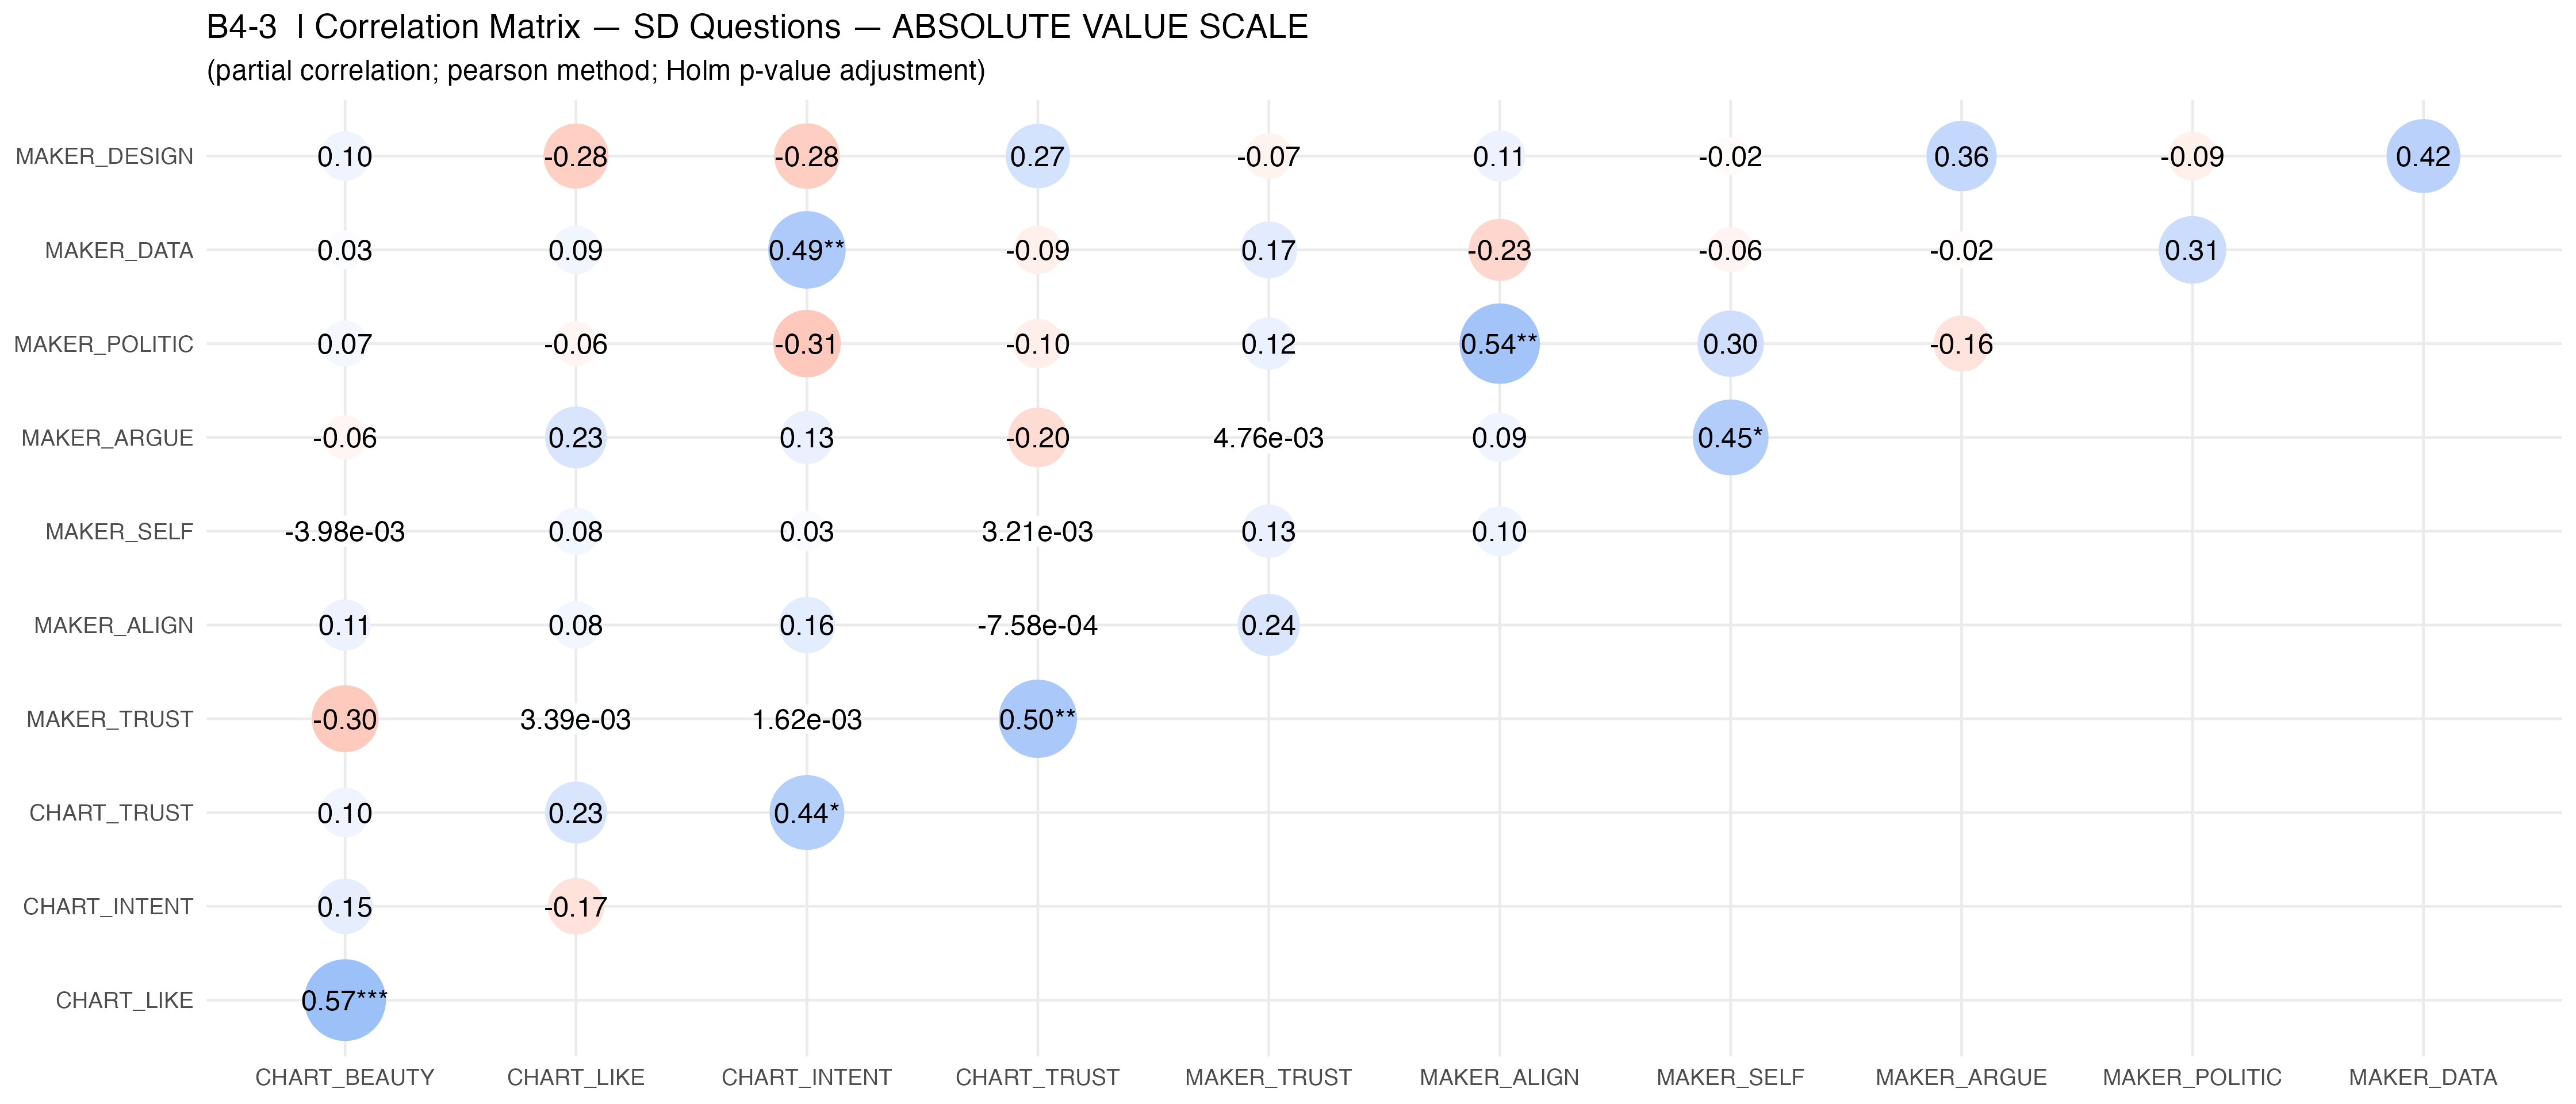 B4-3 | Correlation Matrix — SD Questions — ABSOLUTE VALUE SCALE
(partial correlation; pearson method; Holm p-value adjustment)
MAKER_DESIGN 0.10 -0.28 -0.28 0.27 -0.07 0.11 -0.02 0.36 -0.09 0.42
MAKER_DATA 0.03 0.09 0.49** -0.09 0.17 -0.23 -0.06 -0.02 0.31
MAKER_POLITIC 0.07 -0.06 -0.31 -0.10 0.12 0.54** 0.30 -0.16
MAKER_ARGUE -0.06 0.23 0.13 -0.20 4.76e-03 0.09 0.45*
MAKER_SELF -3.98e-03 0.08 0.03 3.21e-03 0.13 0.10
MAKER_ALIGN 0.11 0.08 0.16 -7.58e-04 0.24
MAKER_TRUST -0.30 3.39e-03 1.62e-03 0.50**
CHART_TRUST 0.10 0.23 0.44*
CHART_INTENT 0.15 -0.17
CHART_LIKE 0.57***
CHART_BEAUTY CHART_LIKE CHART_INTENT CHART_TRUST MAKER_TRUST MAKER_ALIGN MAKER_SELF MAKER_ARGUE MAKER_POLITIC MAKER_DATA